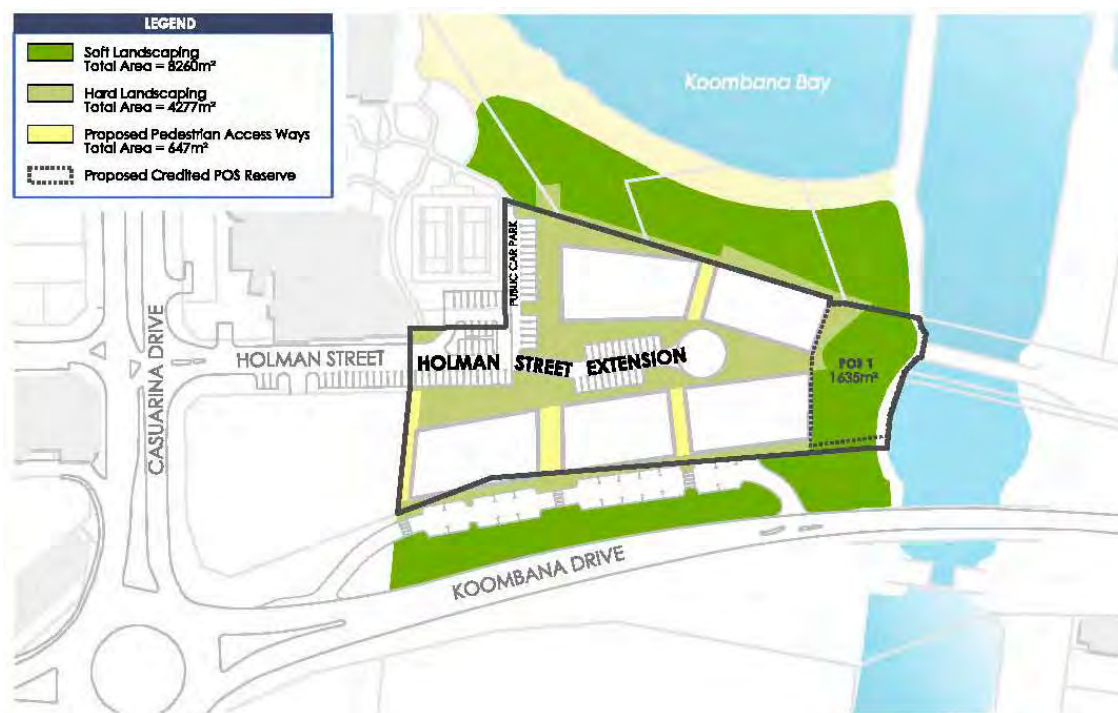 LEGEND
Soft Landscaping
Total Area = 8260m²
Hard Landscaping
Total Area = 4277m²
Proposed Pedestrian Access Ways
Total Area = 647m²
Proposed Credited POS Reserve
Koombana Bay
PUBLIC CAR PARK
CASUARINA DRIVE
HOLMAN STREET
HOLMAN STREET EXTENSION
POS 1
1635m²
KOOMBANA DRIVE